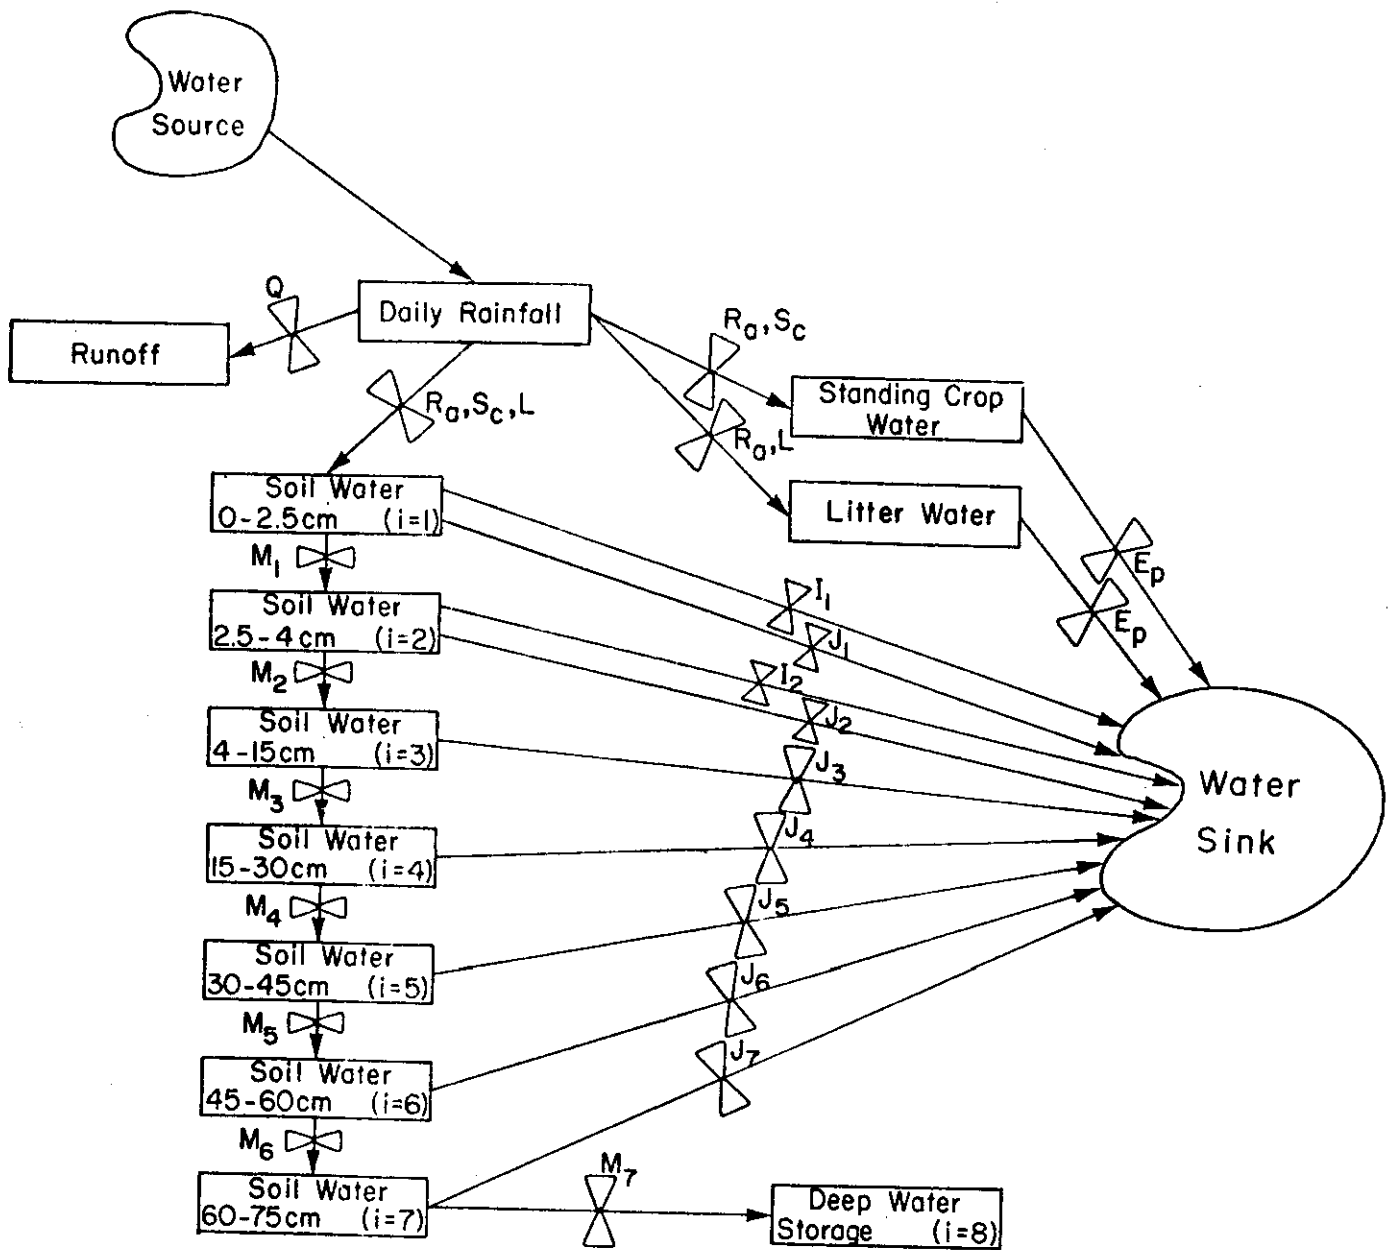 Water
Source
Q
Daily Rainfall
Runoff
Rₐ,S꜀
Rₐ,S꜀,L
Standing Crop
Water
Rₐ,L
Soil Water
0-2.5cm (i=1)
Litter Water
M₁
Eₚ
I₁
Soil Water
2.5-4cm (i=2)
Eₚ
J₁
M₂
I₂
J₂
Soil Water
4-15cm (i=3)
J₃
M₃
Water
Sink
J₄
Soil Water
15-30cm (i=4)
M₄
J₅
Soil Water
30-45cm (i=5)
J₆
M₅
J₇
Soil Water
45-60cm (i=6)
M₆
M₇
Soil Water
60-75cm (i=7)
Deep Water
Storage (i=8)